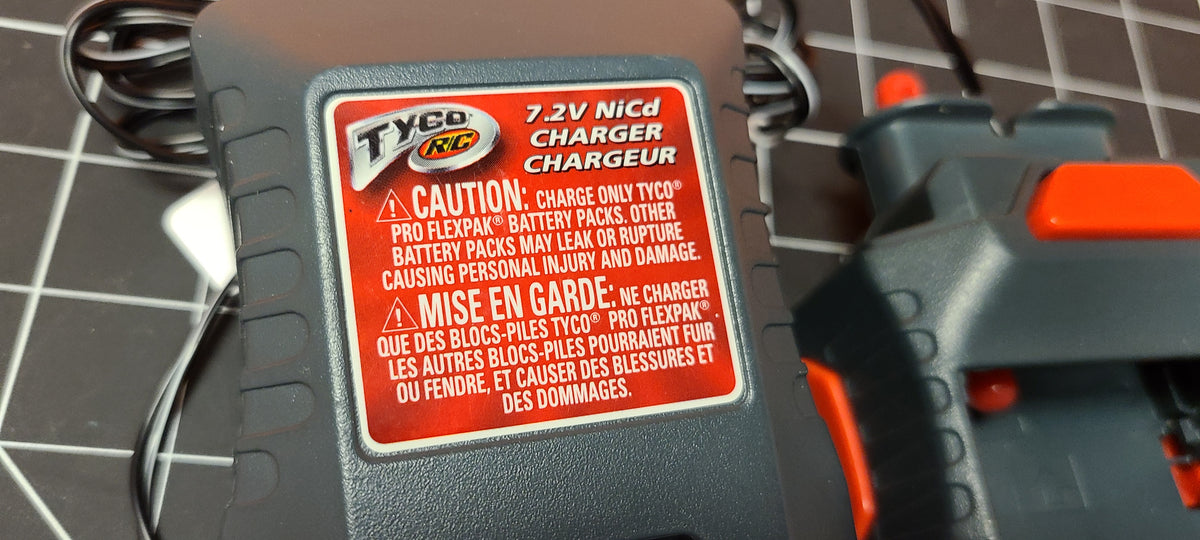 TYCO
R/C
7.2V NiCd
CHARGER
CHARGEUR
⚠ CAUTION: CHARGE ONLY TYCO®
PRO FLEXPAK® BATTERY PACKS. OTHER
BATTERY PACKS MAY LEAK OR RUPTURE
CAUSING PERSONAL INJURY AND DAMAGE.
⚠ MISE EN GARDE: NE CHARGER
QUE DES BLOCS-PILES TYCO® PRO FLEXPAK®.
LES AUTRES BLOCS-PILES POURRAIENT FUIR
OU FENDRE, ET CAUSER DES BLESSURES ET
DES DOMMAGES.